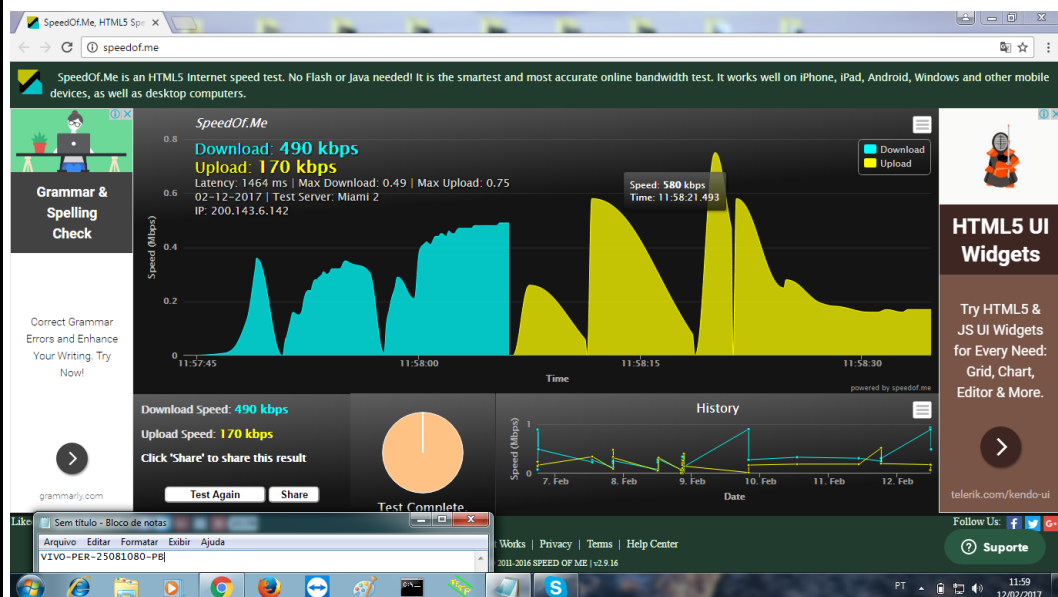 SpeedOf.Me, HTML5 Spe
speedof.me
SpeedOf.Me is an HTML5 Internet speed test. No Flash or Java needed! It is the smartest and most accurate online bandwidth test. It works well on iPhone, iPad, Android, Windows and other mobile
devices, as well as desktop computers.
Grammar &
Spelling
Check
Correct Grammar
Errors and Enhance
Your Writing. Try
Now!
grammarly.com
SpeedOf.Me
Download: 490 kbps
Upload: 170 kbps
Latency: 1464 ms | Max Download: 0.49 | Max Upload: 0.75
02-12-2017 | Test Server: Miami 2
IP: 200.143.6.142
Download
Upload
Speed: 580 kbps
Time: 11:58:21.493
Speed (Mbps)
0.8
0.6
0.4
0.2
0
11:57:45
11:58:00
11:58:15
11:58:30
Time
powered by speedof.me
HTML5 UI
Widgets
Try HTML5 &
JS UI Widgets
for Every Need:
Grid, Chart,
Editor & More.
telerik.com/kendo-ui
Download Speed: 490 kbps
Upload Speed: 170 kbps
Click 'Share' to share this result
Test Again
Share
Test Complete.
History
Speed (Mbps)
1
0
7. Feb
8. Feb
9. Feb
10. Feb
11. Feb
12. Feb
Date
Like
Works | Privacy | Terms | Help Center
2011-2016 SPEED OF ME | v2.9.16
Follow Us:
Suporte
Sem título - Bloco de notas
Arquivo Editar Formatar Exibir Ajuda
VIVO-PER-25081080-PB
PT
11:59
12/02/2017